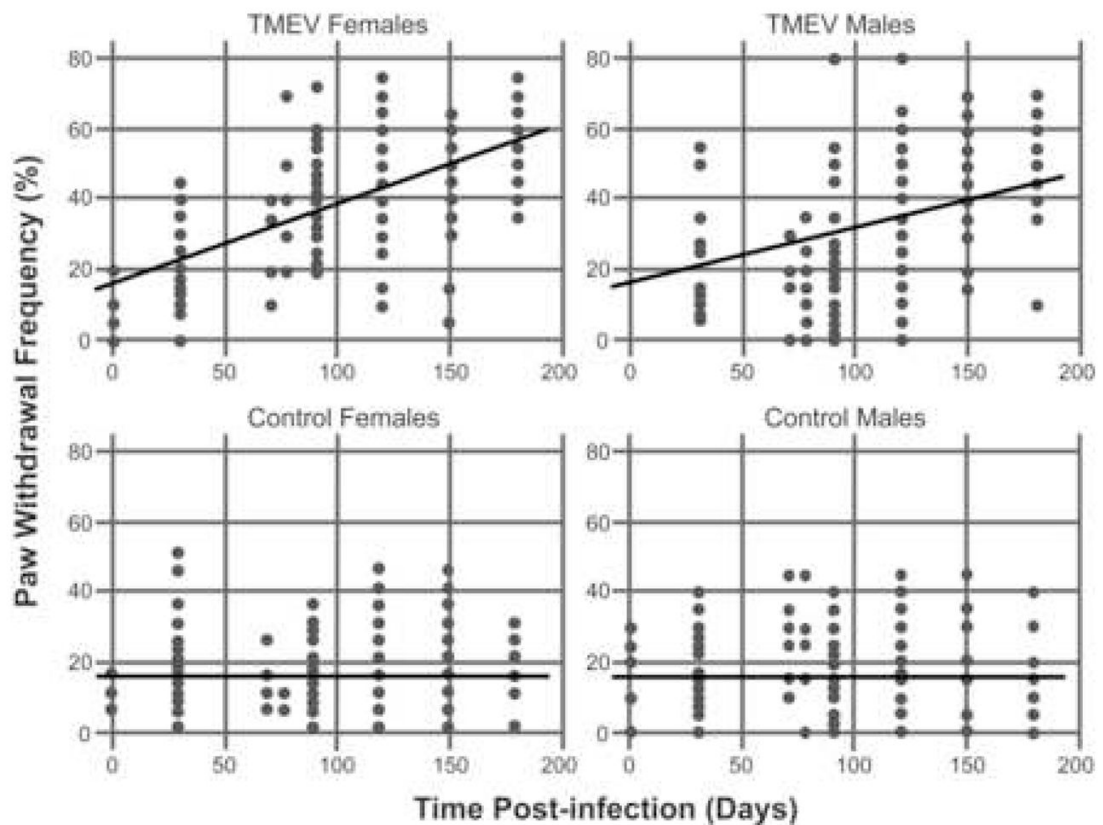 TMEV Females
TMEV Males
80
60
40
20
0
0 50 100 150 200
0 50 100 150 200
80
60
40
20
0
Control Females
Control Males
80
60
40
20
0
0 50 100 150 200
0 50 100 150 200
80
60
40
20
0
Paw Withdrawal Frequency (%)
Time Post-infection (Days)